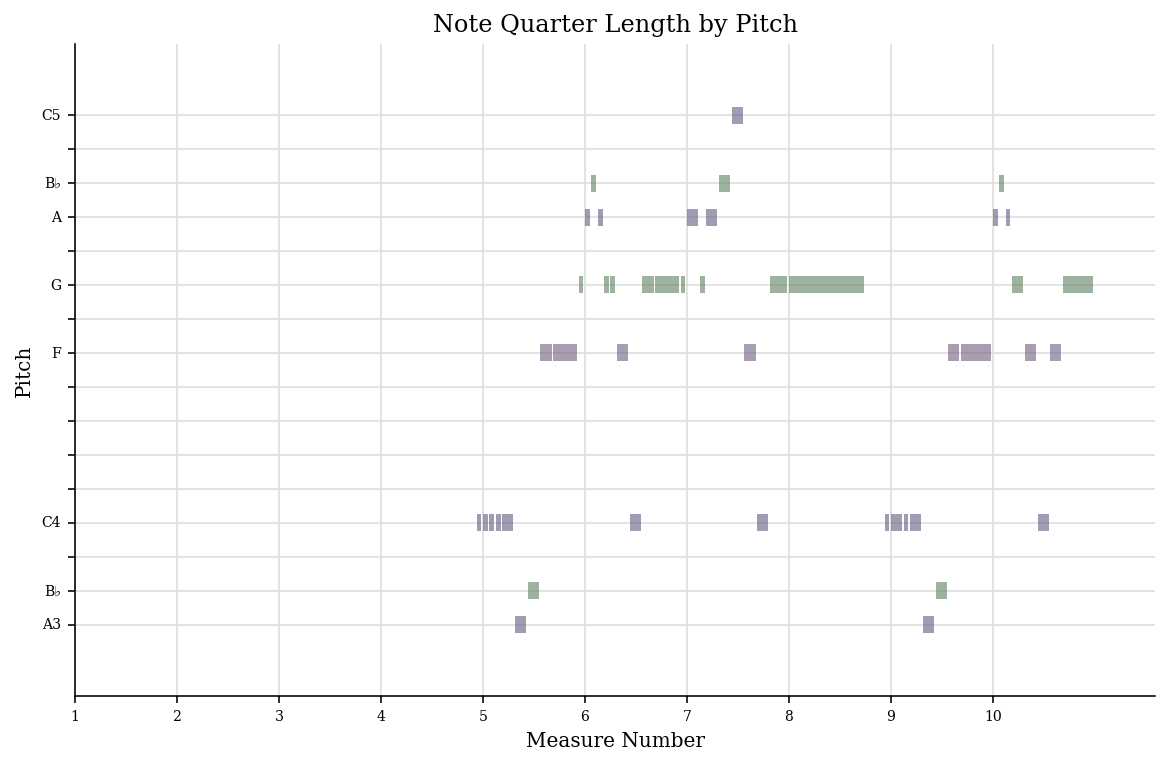 Note Quarter Length by Pitch
C5
B♭
A
G
F
C4
B♭
A3
Pitch
1 2 3 4 5 6 7 8 9 10
Measure Number